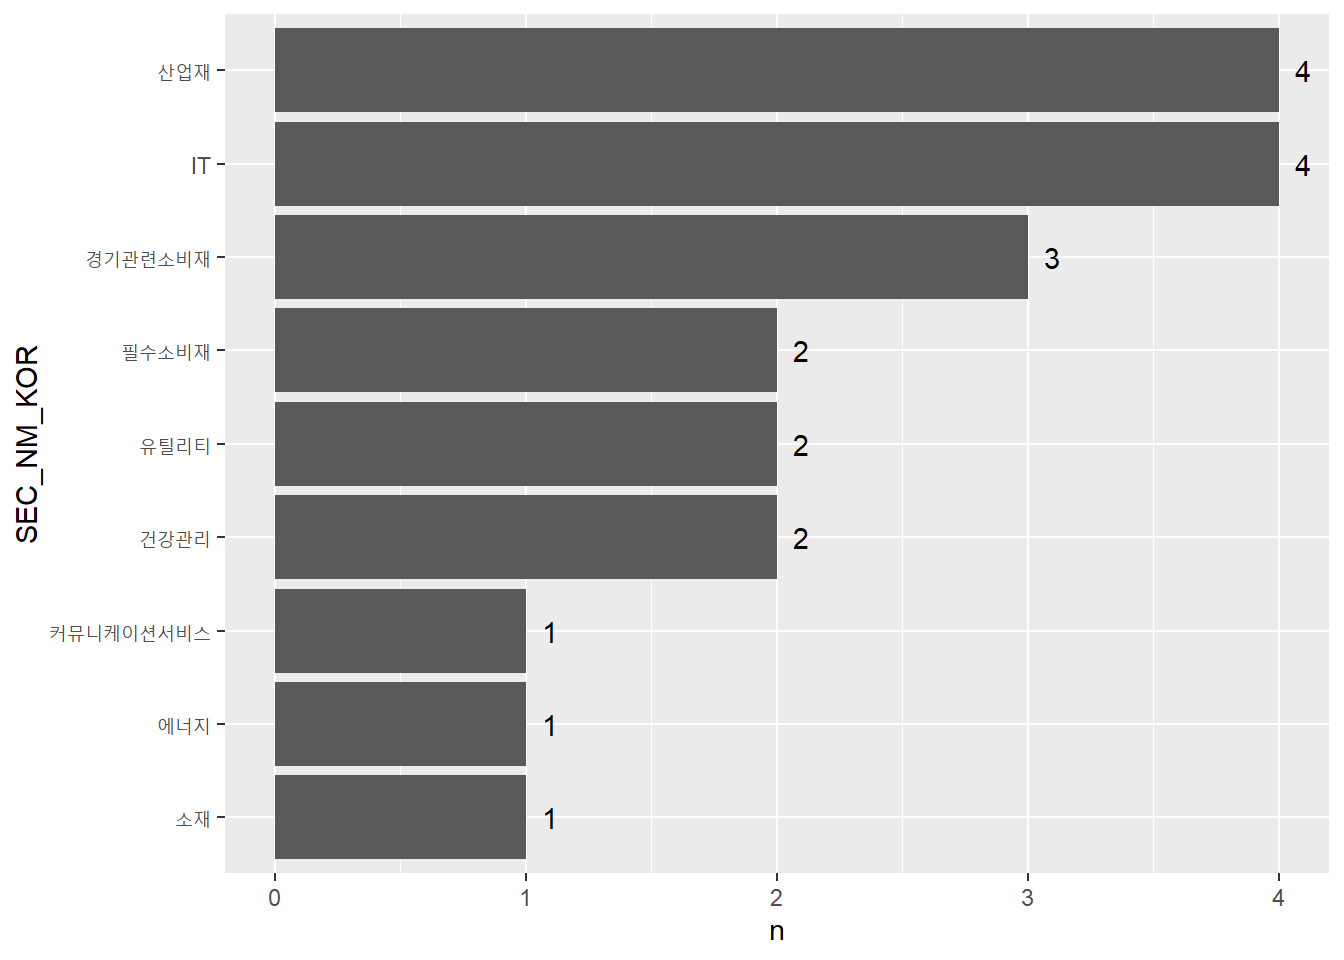 SEC_NM_KOR
산업재 4
IT 4
경기관련소비재 3
필수소비재 2
유틸리티 2
건강관리 2
커뮤니케이션서비스 1
에너지 1
소재 1
0 1 2 3 4
n